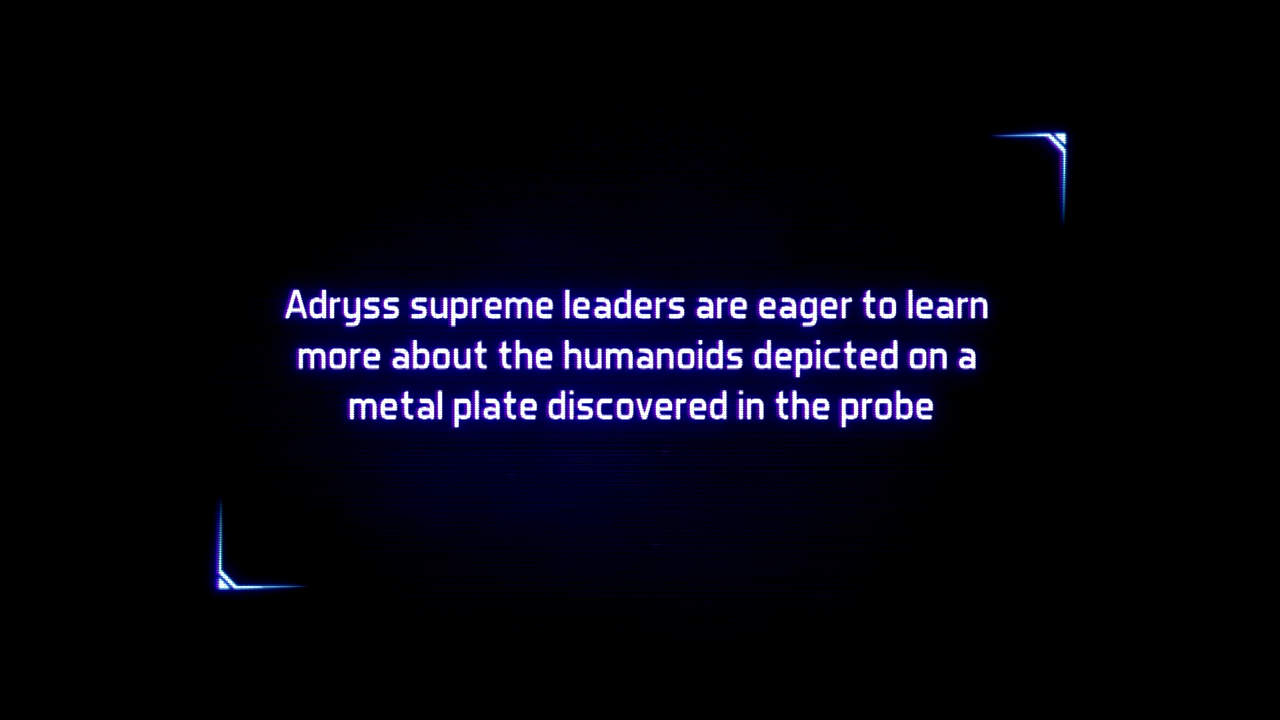 Adryss supreme leaders are eager to learn
more about the humanoids depicted on a
metal plate discovered in the probe